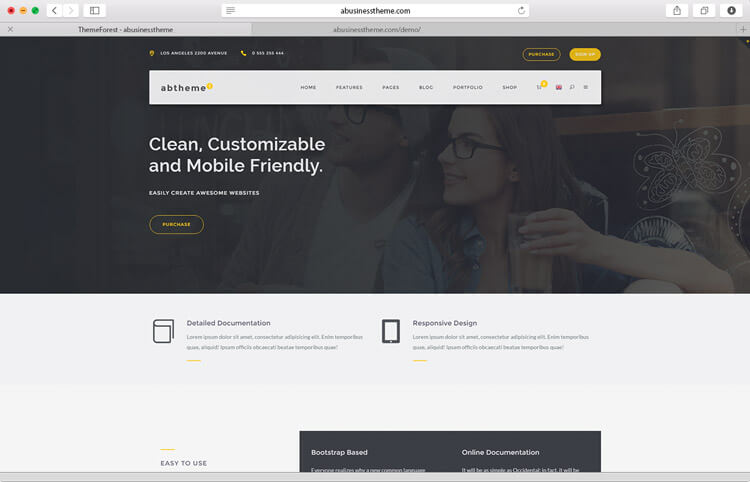 abusinesstheme.com
ThemeForest - abusinesstheme
abusinesstheme.com/demo/
LOS ANGELES 2200 AVENUE
0 555 255 444
PURCHASE
SIGN UP
abtheme
HOME FEATURES PAGES BLOG PORTFOLIO SHOP
Clean, Customizable
and Mobile Friendly.
EASILY CREATE AWESOME WEBSITES
PURCHASE
Detailed Documentation
Lorem ipsum dolor sit amet, consectetur adipisicing elit. Enim temporibus
quae, aliquid! Ipsam officiis obcaecati beatae temporibus quae!
Responsive Design
Lorem ipsum dolor sit amet, consectetur adipisicing elit. Enim temporibus
quae, aliquid! Ipsam officiis obcaecati beatae temporibus quae!
EASY TO USE
Bootstrap Based
Everyone realizes why a new common language
Online Documentation
It will be as simple as Occidental; in fact, it will be